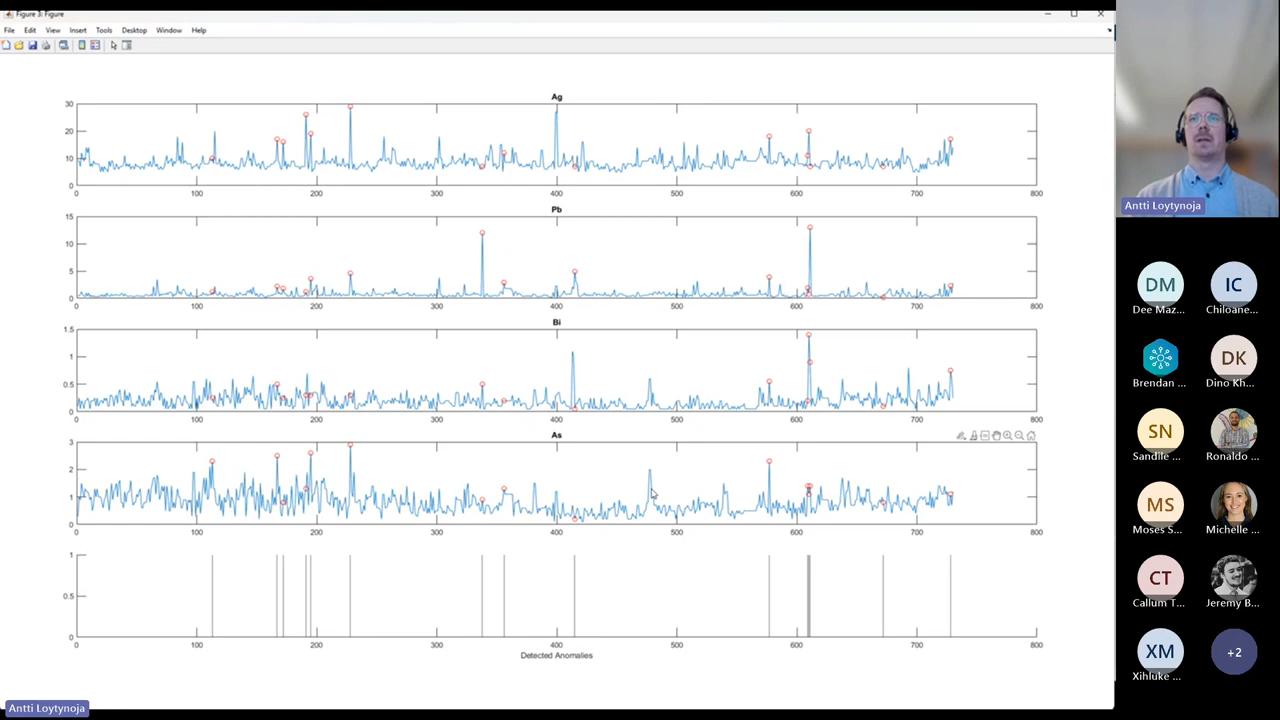 Figure 3: Figure
File Edit View Insert Tools Desktop Window Help
Ag
30
20
10
0
0 100 200 300 400 500 600 700 800
Pb
15
10
5
0
0 100 200 300 400 500 600 700 800
Bi
1.5
1
0.5
0
0 100 200 300 400 500 600 700 800
As
3
2
1
0
0 100 200 300 400 500 600 700 800
1
0.5
0
0 100 200 300 400 500 600 700 800
Detected Anomalies
Antti Loytynoja
Antti Loytynoja
DM IC
Dee Maz... Chiloane...
DK
Brendan ... Dino Kh...
SN
Sandile ... Ronaldo ...
MS
Moses S... Michelle ...
CT
Callum T... Jeremy B...
XM +2
Xihluke ...